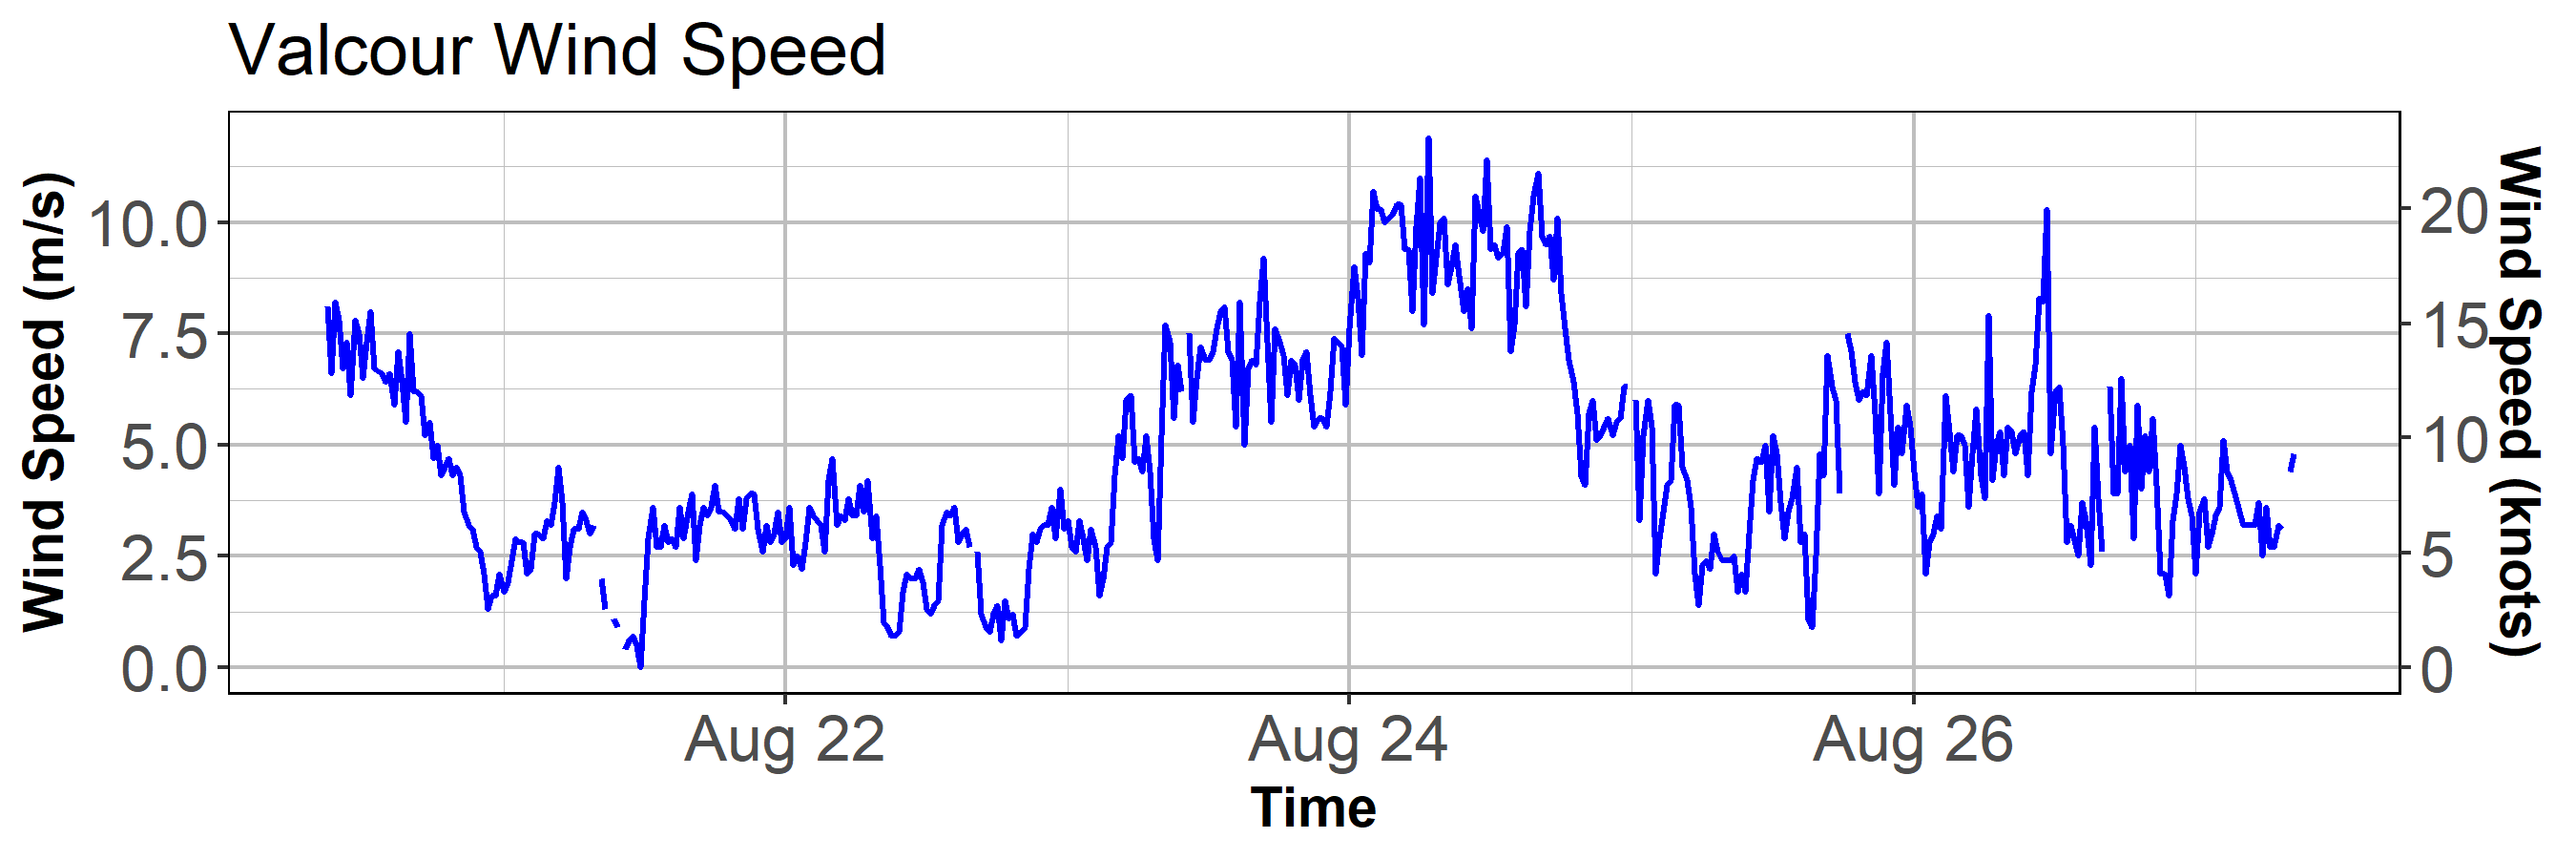 Valcour Wind Speed
Wind Speed (m/s)
10.0
7.5
5.0
2.5
0.0
20
15
10
5
0
Wind Speed (knots)
Aug 22
Aug 24
Aug 26
Time